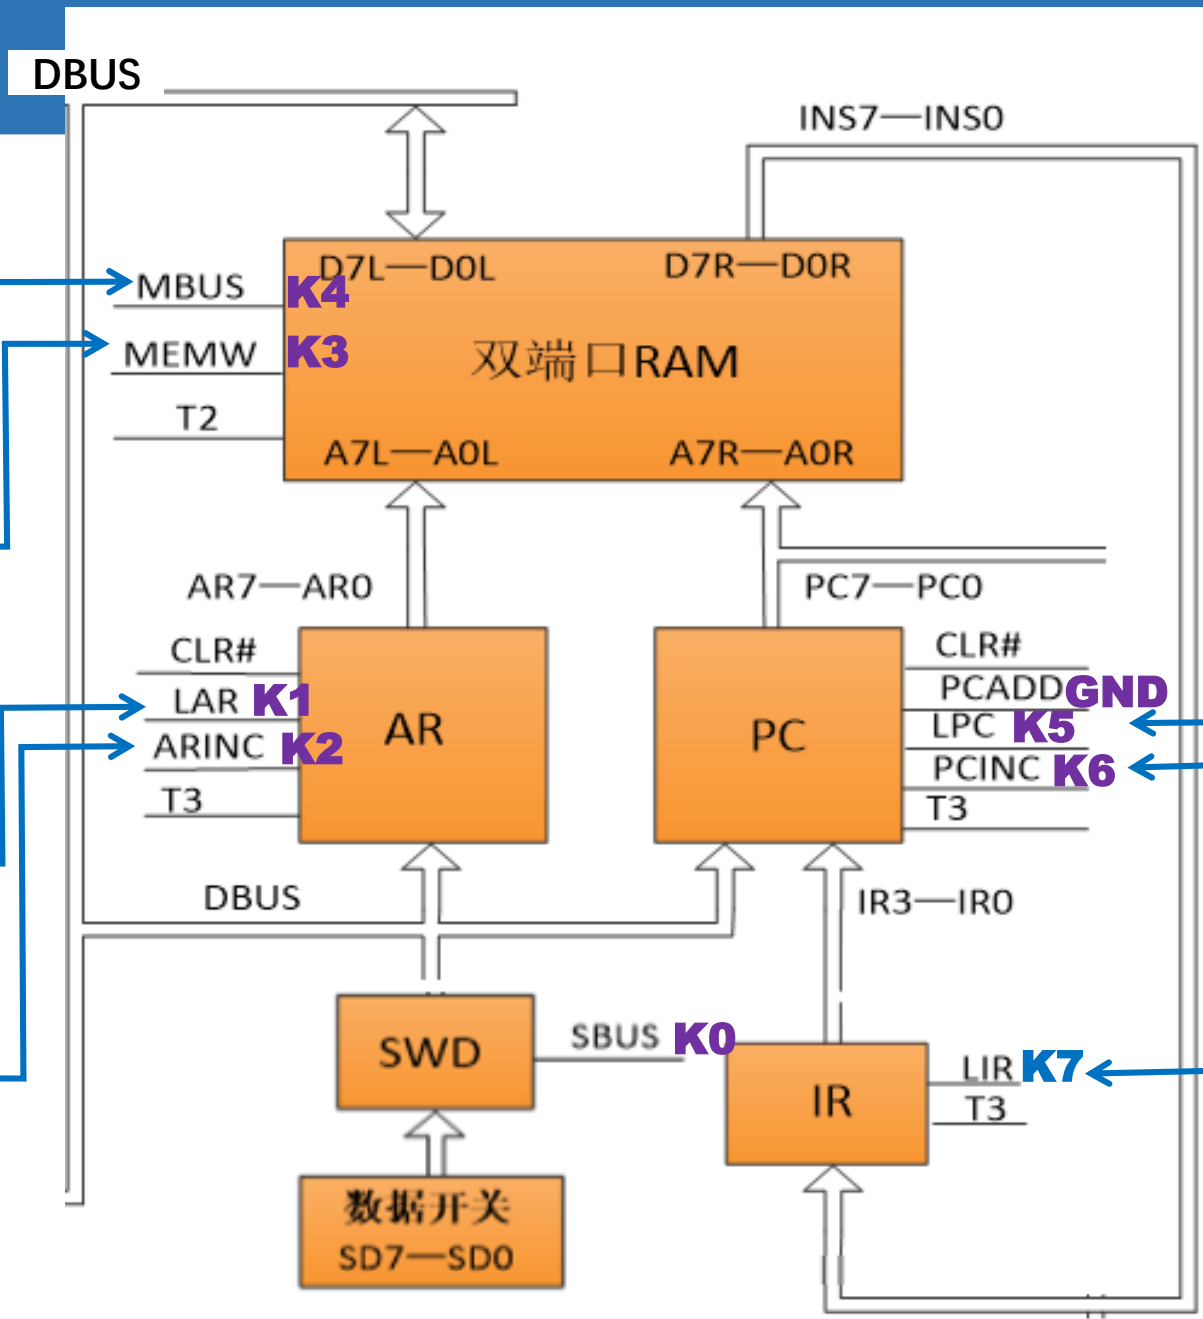 DBUS
INS7—INS0
D7L—D0L
D7R—D0R
MBUS K4
MEMW K3
双端口RAM
T2
A7L—A0L
A7R—A0R
AR7—AR0
PC7—PC0
CLR#
LAR K1
ARINC K2
T3
AR
PC
CLR#
PCADD GND
LPC K5
PCINC K6
T3
DBUS
IR3—IR0
SWD
SBUS K0
IR
LIR K7
T3
数据开关
SD7—SD0